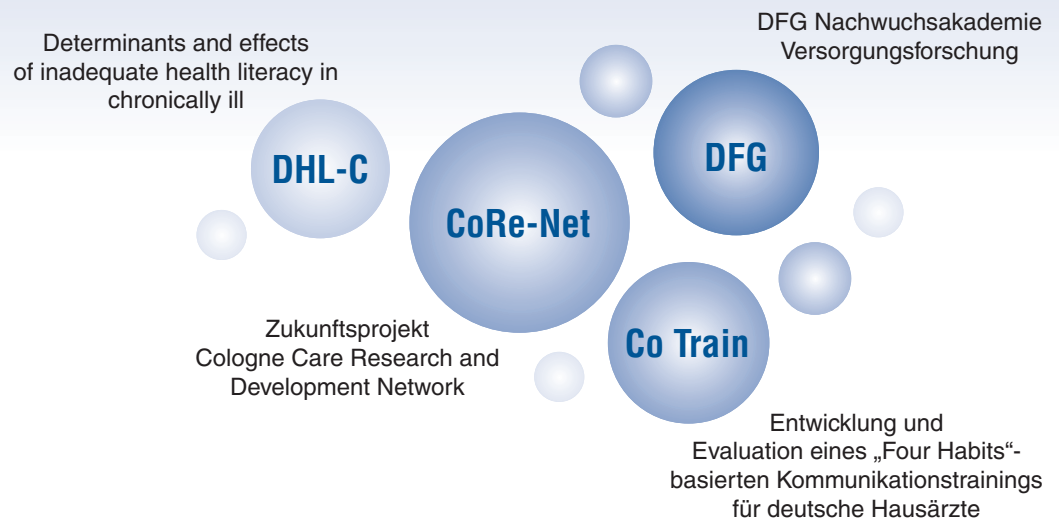 Determinants and effects
of inadequate health literacy in
chronically ill
DHL-C
CoRe-Net
Zukunftsprojekt
Cologne Care Research and
Development Network
DFG Nachwuchsakademie
Versorgungsforschung
DFG
Co Train
Entwicklung und
Evaluation eines „Four Habits“-
basierten Kommunikationstrainings
für deutsche Hausärzte